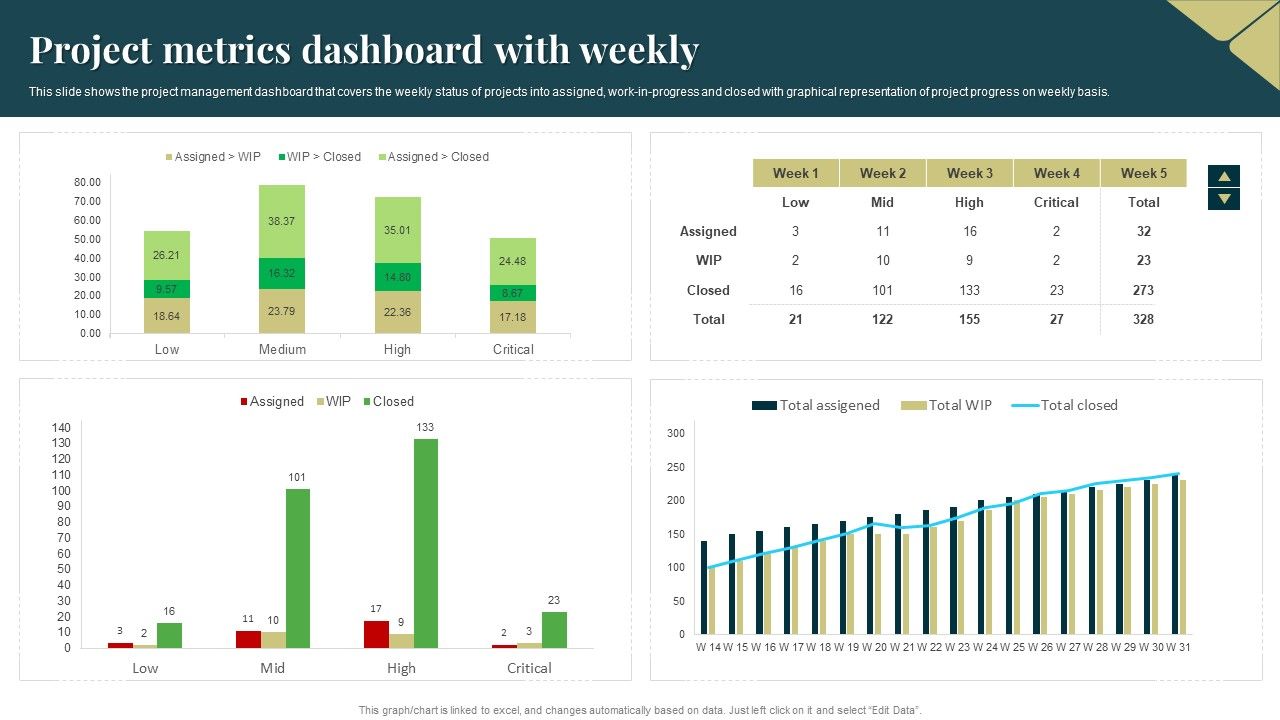 Project metrics dashboard with weekly
This slide shows the project management dashboard that covers the weekly status of projects into assigned, work-in-progress and closed with graphical representation of project progress on weekly basis.
Assigned > WIP WIP > Closed Assigned > Closed
80.00
70.00
60.00
50.00
40.00
30.00
20.00
10.00
0.00
26.21 9.57 18.64
38.37 16.32 23.79
35.01 14.80 22.36
24.48 8.67 17.18
Low Medium High Critical
Week 1 Week 2 Week 3 Week 4 Week 5
Low Mid High Critical Total
Assigned 3 11 16 2 32
WIP 2 10 9 2 23
Closed 16 101 133 23 273
Total 21 122 155 27 328
Assigned WIP Closed
140
130
120
110
100
90
80
70
60
50
40
30
20
10
0
3 2 16
11 10 101
17 9 133
2 3 23
Low Mid High Critical
Total assigened Total WIP Total closed
300
250
200
150
100
50
0
W 14 W 15 W 16 W 17 W 18 W 19 W 20 W 21 W 22 W 23 W 24 W 25 W 26 W 27 W 28 W 29 W 30 W 31
This graph/chart is linked to excel, and changes automatically based on data. Just left click on it and select “Edit Data”.